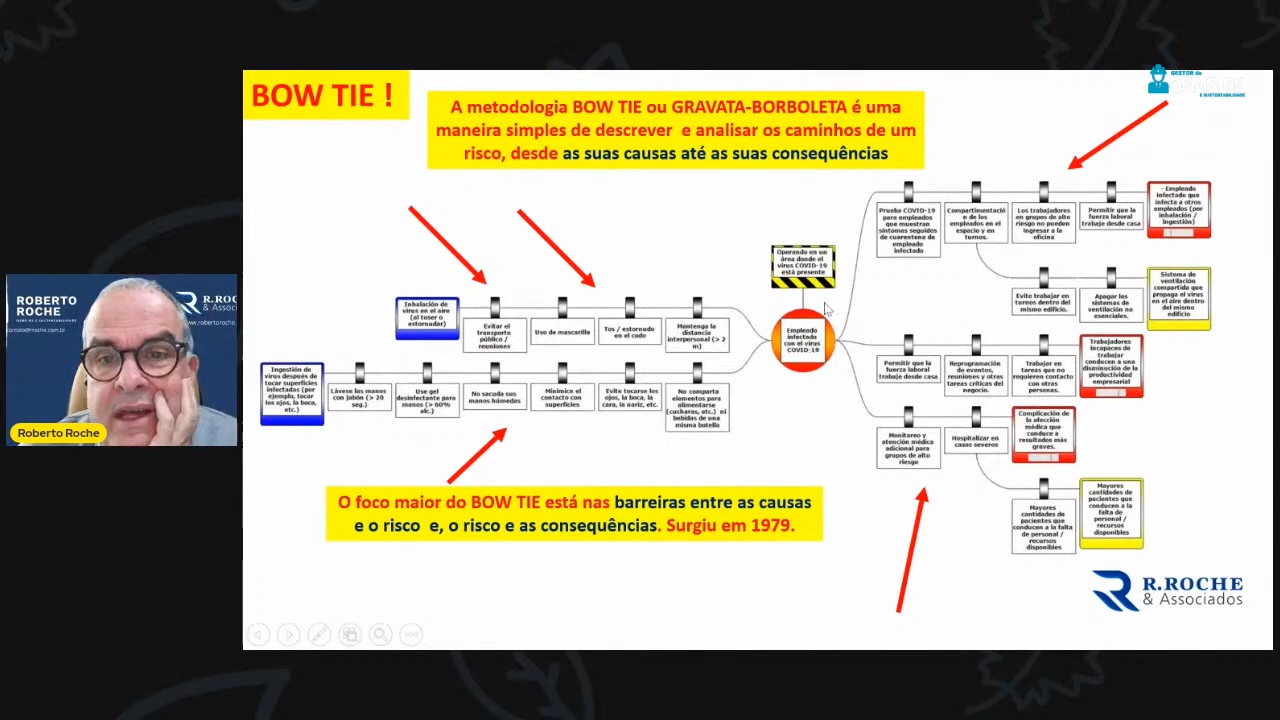 BOW TIE !
A metodologia BOW TIE ou GRAVATA-BORBOLETA é uma
maneira simples de descrever e analisar os caminhos de um
risco, desde as suas causas até as suas consequências
GESTOR de
E SUSTENTABILIDADE
Operando en un
área donde el
virus COVID-19
está presente
Empleado
infectado
con el virus
COVID-19
Inhalación de
virus en el aire
(al toser o
estornudar)
Evitar el
transporte
público /
reuniones
Uso de mascarilla
Tos / estornudo
en el codo
Mantenga la
distancia
interpersonal (> 2
m)
Ingestión de
virus después de
tocar superficies
infectadas (por
ejemplo, tocar
los ojos, la boca,
etc.)
Lávese las manos
con jabón (> 20
seg.)
Use gel
desinfectante para
manos (> 60%
alc.)
No sacuda sus
manos húmedas
Minimice el
contacto con
superficies
Evite tocarse los
ojos, la boca, la
cara, la nariz, etc.
No comparta
elementos para
alimentarse
(cucharas, etc.) ni
bebidas de una
misma botella
Prueba COVID-19
para empleados
que muestran
síntomas seguidos
de cuarentena de
empleado
infectado
Compartimentació
n de los
empleados en el
espacio y en
turnos.
Los trabajadores
en grupos de alto
riesgo no pueden
ingresar a la
oficina
Permitir que la
fuerza laboral
trabaje desde casa
- Empleado
infectado que
infecta a otros
empleados (por
inhalación /
ingestión)
Evite trabajar en
turnos dentro del
mismo edificio.
Apagar los
sistemas de
ventilación no
esenciales.
Sistema de
ventilación
compartida que
propaga el virus
en el aire dentro
del mismo
edificio
Permitir que la
fuerza laboral
trabaje desde casa
Reprogramación
de eventos,
reuniones y otras
tareas críticas del
negocio.
Trabajar en
tareas que no
requieren contacto
con otras
personas.
Trabajadores
incapaces de
trabajar
conducen a una
disminución de la
productividad
empresarial
Monitoreo y
atención médica
adicional para
grupos de alto
riesgo
Hospitalizar en
casos severos
Complicación de
la afección
médica que
conduce a
resultados más
graves.
Mayores
cantidades de
pacientes que
conducen a la falta
de personal /
recursos
disponibles
Mayores
cantidades de
pacientes que
conducen a la
falta de
personal /
recursos
disponibles
O foco maior do BOW TIE está nas barreiras entre as causas
e o risco e, o risco e as consequências. Surgiu em 1979.
R.ROCHE
& Associados
ROBERTO
ROCHE
contato@rroche.com.br
R.ROC
www.robertoroche.
Roberto Roche